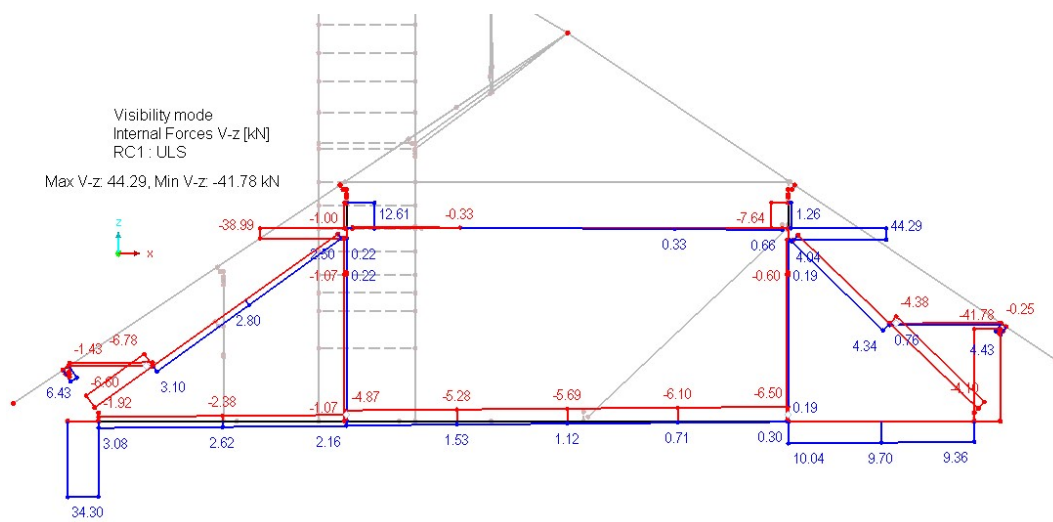 Visibility mode
Internal Forces V-z [kN]
RC1 : ULS
Max V-z: 44.29, Min V-z: -41.78 kN
z
x
-38.99 -1.00 12.61 -0.33 -7.64 1.26 44.29
2.50 0.22 0.33 0.66 4.04
-1.07 0.22 -0.60 0.19
2.80 -4.38 -41.78 -0.25
-1.43 -6.78 4.34 0.76 4.43
6.43 -6.60 3.10 -4.10
-1.92 -2.38 -1.07 -4.87 -5.28 -5.69 -6.10 -6.50 0.19
3.08 2.62 2.16 1.53 1.12 0.71 0.30
10.04 9.70 9.36
34.30